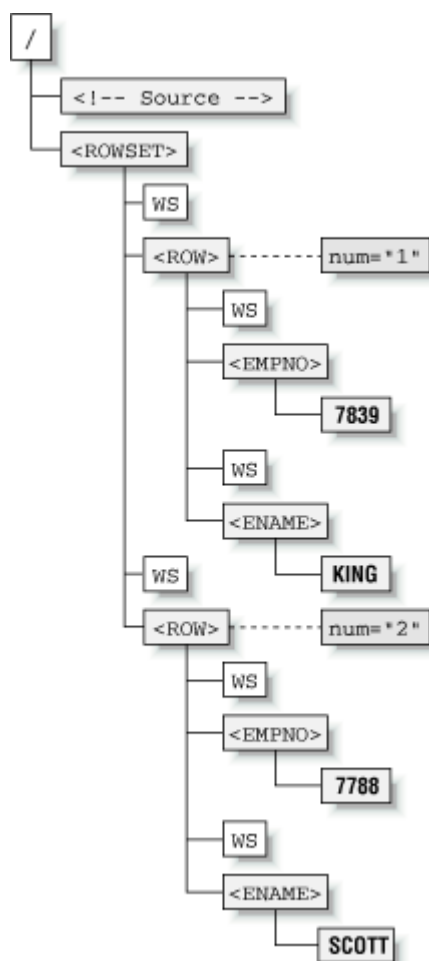 /
<!-- Source -->
<ROWSET>
WS
<ROW> num="1"
WS
<EMPNO>
7839
WS
<ENAME>
KING
WS
<ROW> num="2"
WS
<EMPNO>
7788
WS
<ENAME>
SCOTT